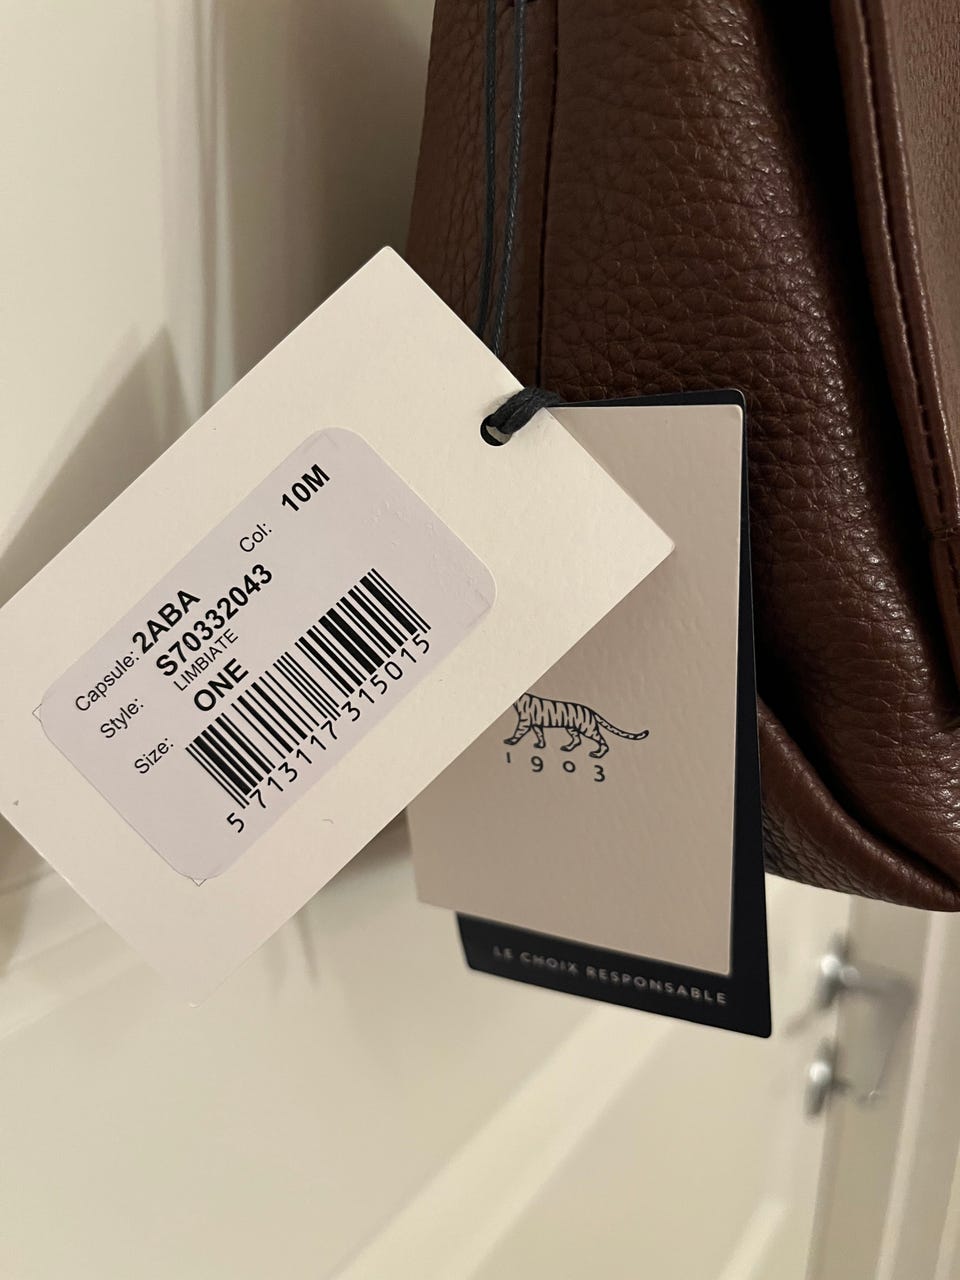 Col: 10M
Capsule: 2ABA
Style: S70332043
LIMBIATE
Size: ONE
5 713117 315015
1903
LE CHOIX RESPONSABLE